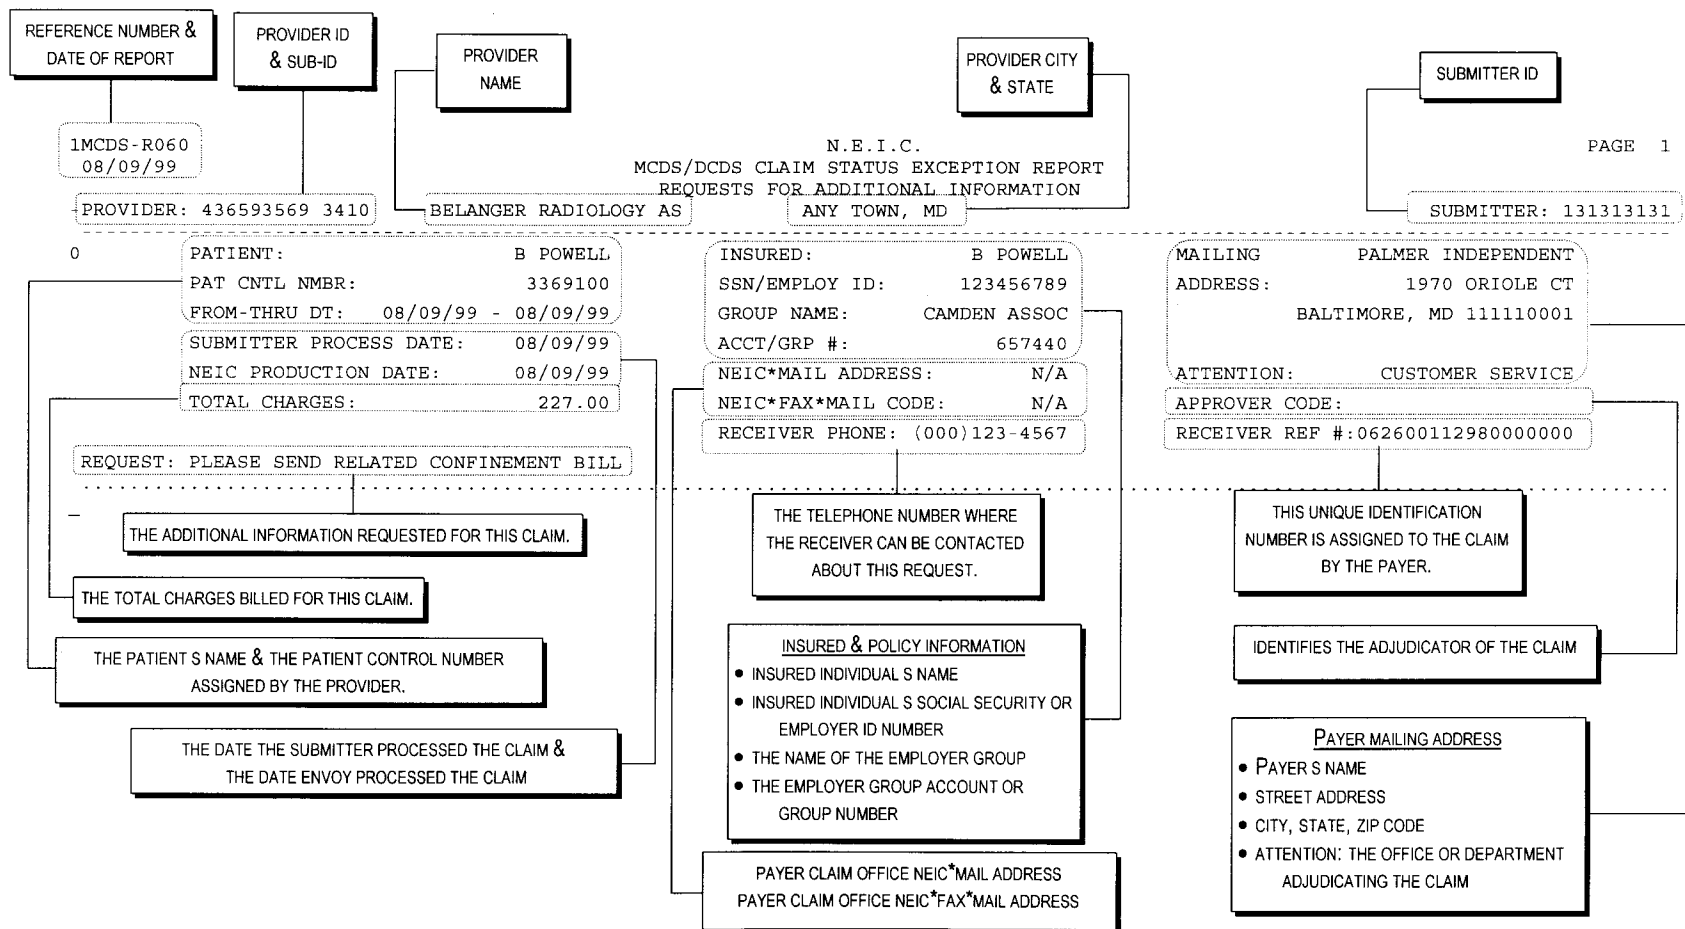 REFERENCE NUMBER &
DATE OF REPORT
PROVIDER ID
& SUB-ID
PROVIDER
NAME
PROVIDER CITY
& STATE
SUBMITTER ID
1MCDS-R060
08/09/99
N.E.I.C.
PAGE 1
MCDS/DCDS CLAIM STATUS EXCEPTION REPORT
REQUESTS FOR ADDITIONAL INFORMATION
PROVIDER: 436593569 3410 BELANGER RADIOLOGY AS ANY TOWN, MD SUBMITTER: 131313131
0
PATIENT: B POWELL
PAT CNTL NMBR: 3369100
FROM-THRU DT: 08/09/99 - 08/09/99
SUBMITTER PROCESS DATE: 08/09/99
NEIC PRODUCTION DATE: 08/09/99
TOTAL CHARGES: 227.00
INSURED: B POWELL
SSN/EMPLOY ID: 123456789
GROUP NAME: CAMDEN ASSOC
ACCT/GRP #: 657440
NEIC*MAIL ADDRESS: N/A
NEIC*FAX*MAIL CODE: N/A
RECEIVER PHONE: (000)123-4567
MAILING PALMER INDEPENDENT
ADDRESS: 1970 ORIOLE CT
BALTIMORE, MD 111110001
ATTENTION: CUSTOMER SERVICE
APPROVER CODE:
RECEIVER REF #:062600112980000000
REQUEST: PLEASE SEND RELATED CONFINEMENT BILL
THE ADDITIONAL INFORMATION REQUESTED FOR THIS CLAIM.
THE TOTAL CHARGES BILLED FOR THIS CLAIM.
THE PATIENT S NAME & THE PATIENT CONTROL NUMBER
ASSIGNED BY THE PROVIDER.
THE DATE THE SUBMITTER PROCESSED THE CLAIM &
THE DATE ENVOY PROCESSED THE CLAIM
THE TELEPHONE NUMBER WHERE
THE RECEIVER CAN BE CONTACTED
ABOUT THIS REQUEST.
INSURED & POLICY INFORMATION
• INSURED INDIVIDUAL S NAME
• INSURED INDIVIDUAL S SOCIAL SECURITY OR
EMPLOYER ID NUMBER
• THE NAME OF THE EMPLOYER GROUP
• THE EMPLOYER GROUP ACCOUNT OR
GROUP NUMBER
PAYER CLAIM OFFICE NEIC*MAIL ADDRESS
PAYER CLAIM OFFICE NEIC*FAX*MAIL ADDRESS
THIS UNIQUE IDENTIFICATION
NUMBER IS ASSIGNED TO THE CLAIM
BY THE PAYER.
IDENTIFIES THE ADJUDICATOR OF THE CLAIM
PAYER MAILING ADDRESS
• PAYER S NAME
• STREET ADDRESS
• CITY, STATE, ZIP CODE
• ATTENTION: THE OFFICE OR DEPARTMENT
ADJUDICATING THE CLAIM